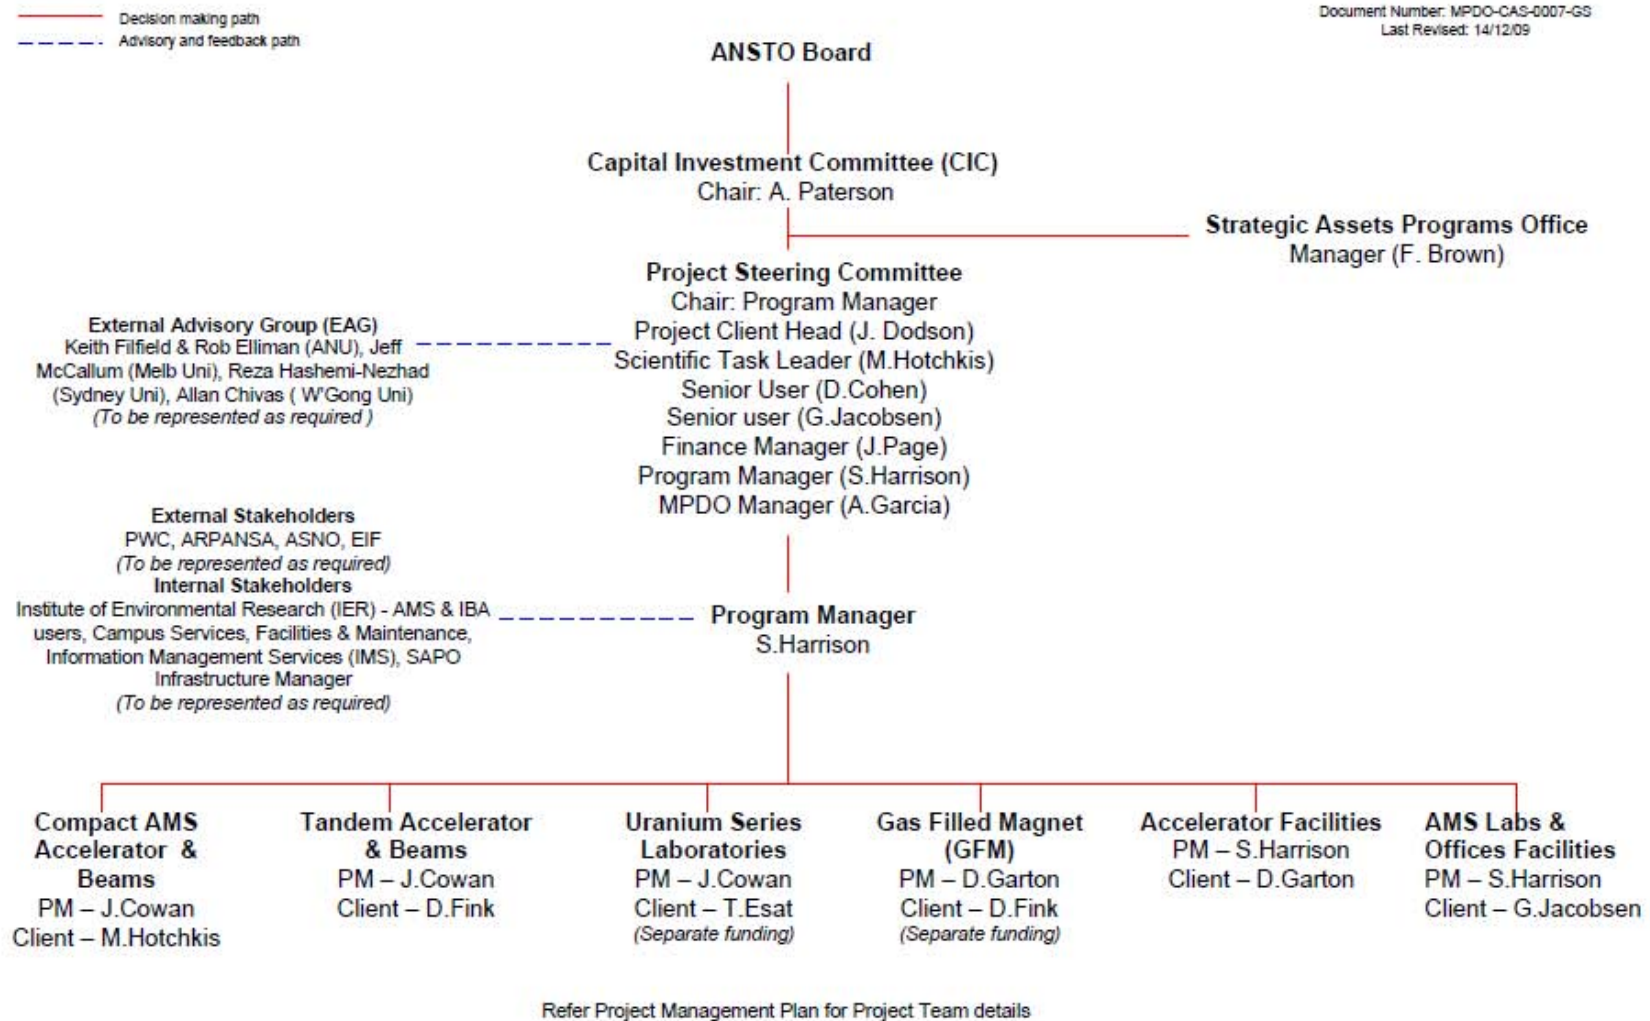 Decision making path
Advisory and feedback path
Document Number: MPDO-CAS-0007-GS
Last Revised: 14/12/09
ANSTO Board
Capital Investment Committee (CIC)
Chair: A. Paterson
Strategic Assets Programs Office
Manager (F. Brown)
Project Steering Committee
Chair: Program Manager
Project Client Head (J. Dodson)
Scientific Task Leader (M.Hotchkis)
Senior User (D.Cohen)
Senior user (G.Jacobsen)
Finance Manager (J.Page)
Program Manager (S.Harrison)
MPDO Manager (A.Garcia)
External Advisory Group (EAG)
Keith Filfield & Rob Elliman (ANU), Jeff
McCallum (Melb Uni), Reza Hashemi-Nezhad
(Sydney Uni), Allan Chivas ( W'Gong Uni)
(To be represented as required )
External Stakeholders
PWC, ARPANSA, ASNO, EIF
(To be represented as required)
Internal Stakeholders
Institute of Environmental Research (IER) - AMS & IBA
users, Campus Services, Facilities & Maintenance,
Information Management Services (IMS), SAPO
Infrastructure Manager
(To be represented as required)
Program Manager
S.Harrison
Compact AMS
Accelerator &
Beams
PM – J.Cowan
Client – M.Hotchkis
Tandem Accelerator
& Beams
PM – J.Cowan
Client – D.Fink
Uranium Series
Laboratories
PM – J.Cowan
Client – T.Esat
(Separate funding)
Gas Filled Magnet
(GFM)
PM – D.Garton
Client – D.Fink
(Separate funding)
Accelerator Facilities
PM – S.Harrison
Client – D.Garton
AMS Labs &
Offices Facilities
PM – S.Harrison
Client – G.Jacobsen
Refer Project Management Plan for Project Team details